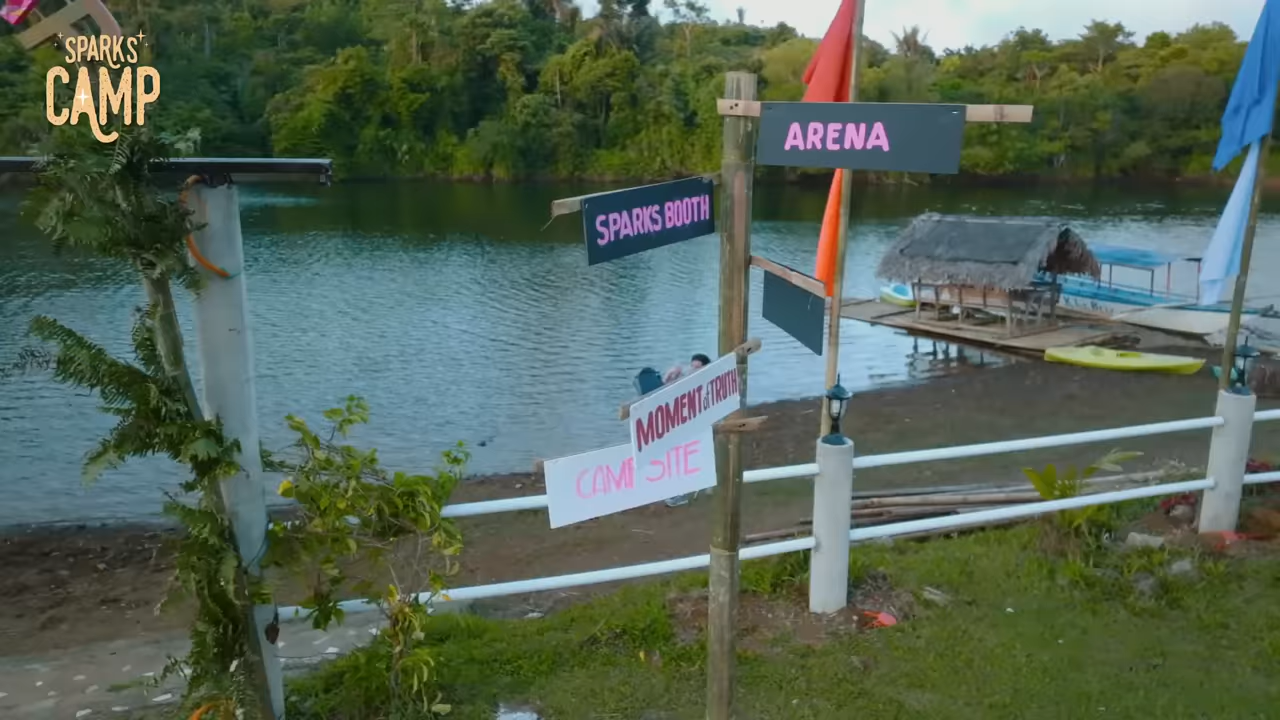 SPARKS
CAMP
ARENA
SPARKS BOOTH
MOMENT of TRUTH
CAMP SITE